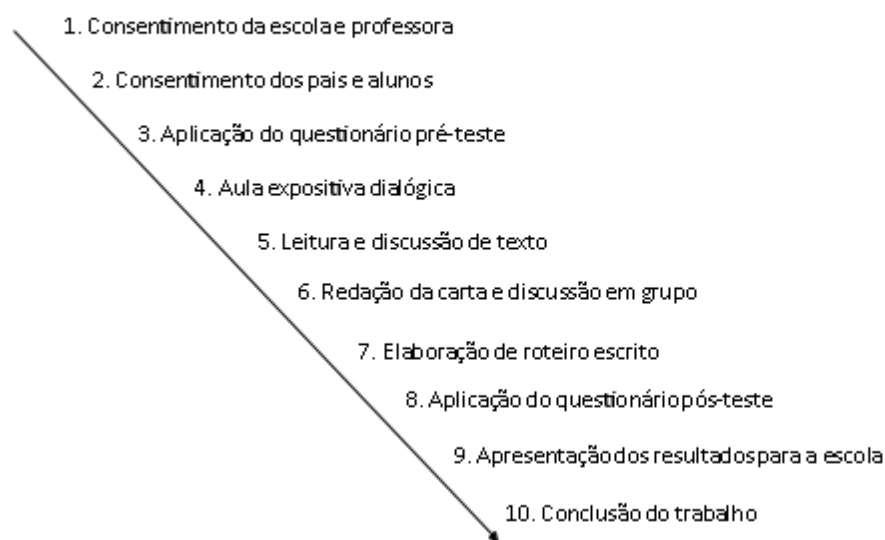 1. Consentimento da escola e professora
2. Consentimento dos pais e alunos
3. Aplicação do questionário pré-teste
4. Aula expositiva dialógica
5. Leitura e discussão de texto
6. Redação da carta e discussão em grupo
7. Elaboração de roteiro escrito
8. Aplicação do questionário pós-teste
9. Apresentação dos resultados para a escola
10. Conclusão do trabalho